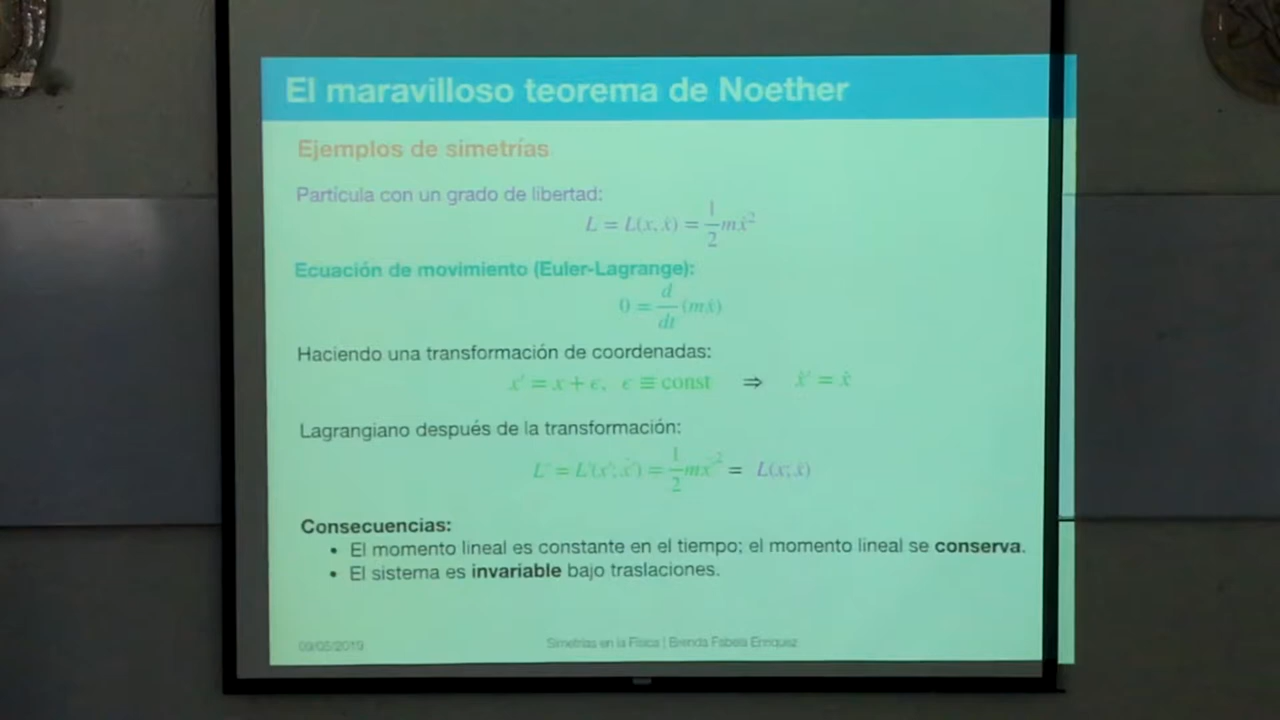 El maravilloso teorema de Noether
Ejemplos de simetrías
Partícula con un grado de libertad:
L = L(x, ẋ) = 1/2 mẋ²
Ecuación de movimiento (Euler-Lagrange):
0 = d/dt (mẋ)
Haciendo una transformación de coordenadas:
x' = x + ϵ, ϵ ≡ const ⇒ ẋ' = ẋ
Lagrangiano después de la transformación:
L' = L'(x', ẋ') = 1/2 mẋ'² = L(x, ẋ)
Consecuencias:
• El momento lineal es constante en el tiempo; el momento lineal se conserva.
• El sistema es invariable bajo traslaciones.
09/05/2019
Simetrías en la Física | Brenda Fabela Enríquez